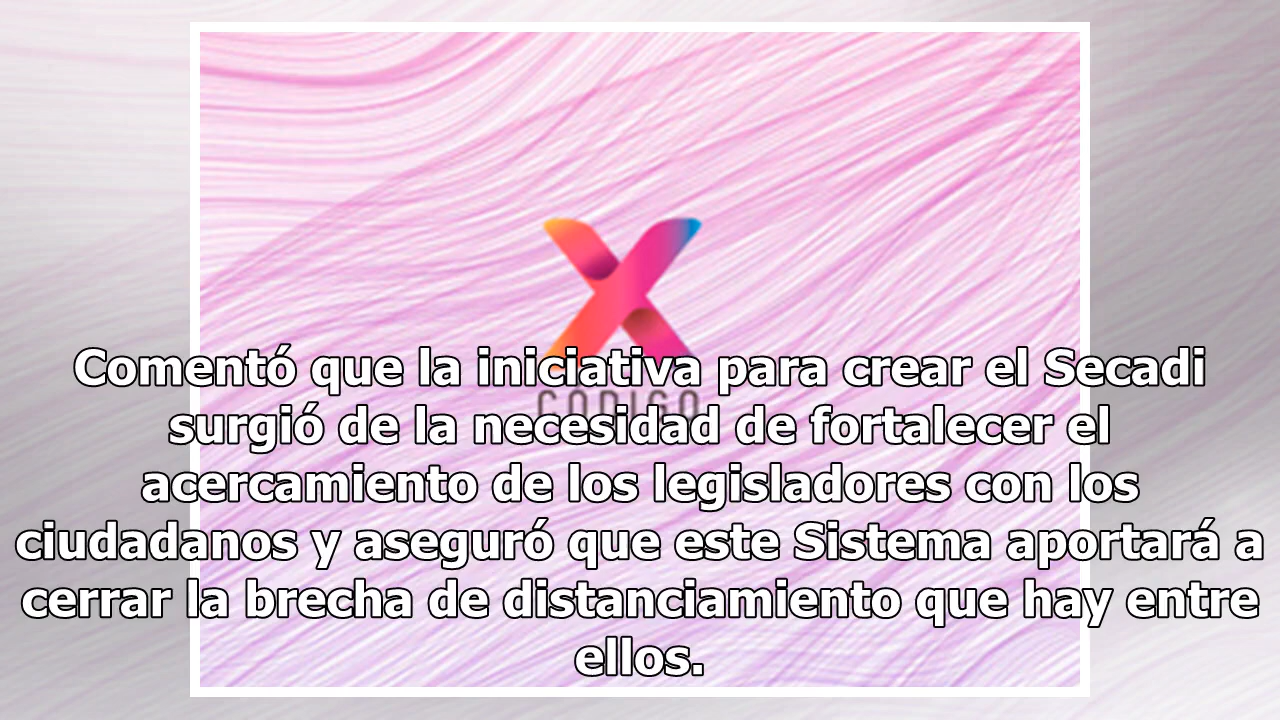 Comentó que la iniciativa para crear el Secadi
CÓDIGO
surgió de la necesidad de fortalecer el
acercamiento de los legisladores con los
ciudadanos y aseguró que este Sistema aportará a
cerrar la brecha de distanciamiento que hay entre
ellos.